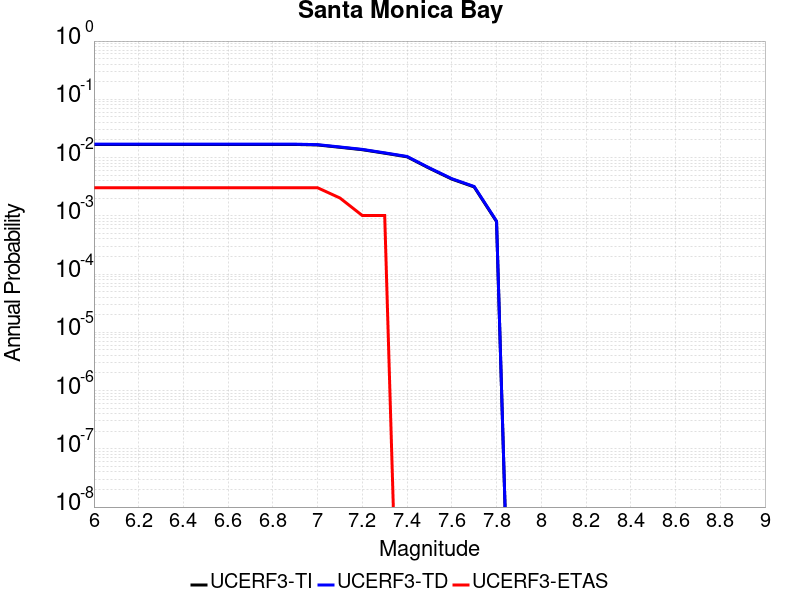 Santa Monica Bay
10^0
10^-1
10^-2
10^-3
10^-4
10^-5
10^-6
10^-7
10^-8
Annual Probability
6 6.2 6.4 6.6 6.8 7 7.2 7.4 7.6 7.8 8 8.2 8.4 8.6 8.8 9
Magnitude
UCERF3-TI UCERF3-TD UCERF3-ETAS